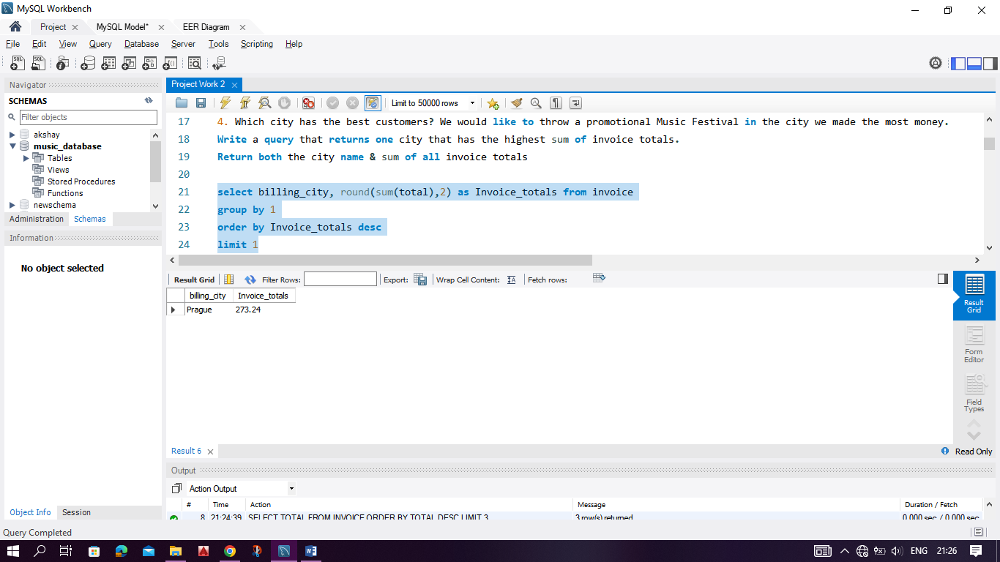 MySQL Workbench
Project MySQL Model* EER Diagram
File Edit View Query Database Server Tools Scripting Help
Navigator
SCHEMAS
Filter objects
akshay
music_database
Tables
Views
Stored Procedures
Functions
newschema
Administration Schemas
Information
No object selected
Object Info Session
Project Work 2
Limit to 50000 rows
17 4. Which city has the best customers? We would like to throw a promotional Music Festival in the city we made the most money.
18 Write a query that returns one city that has the highest sum of invoice totals.
19 Return both the city name & sum of all invoice totals
20
21 select billing_city, round(sum(total),2) as Invoice_totals from invoice
22 group by 1
23 order by Invoice_totals desc
24 limit 1
Result Grid Filter Rows: Export: Wrap Cell Content: Fetch rows:
billing_city Invoice_totals
Prague 273.24
Result
Grid
Form
Editor
Field
Types
Result 6 Read Only
Output
Action Output
# Time Action Message Duration / Fetch
8 21:24:39 SELECT TOTAL FROM INVOICE ORDER BY TOTAL DESC LIMIT 3 3 row(s) returned 0.000 sec / 0.000 sec
Query Completed
ENG 21:26